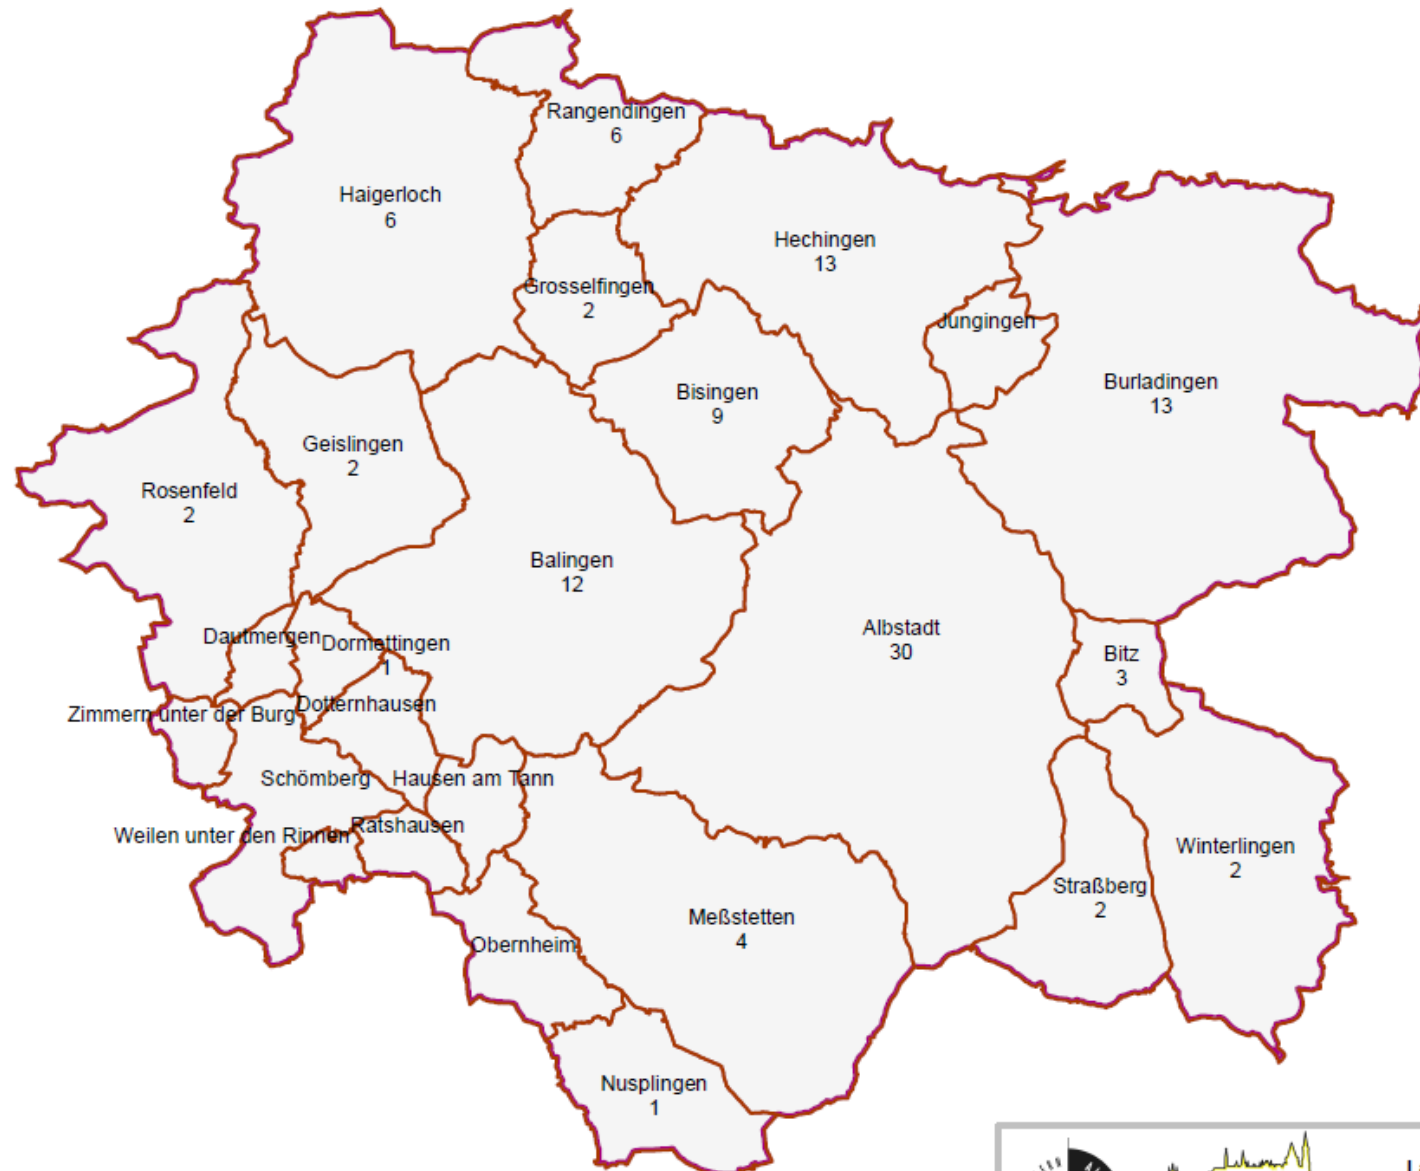 Rangendingen
6
Haigerloch
6
Hechingen
13
Grosselfingen
2
Jungingen
Burladingen
13
Bisingen
9
Geislingen
2
Rosenfeld
2
Balingen
12
Albstadt
30
Dautmergen
Dormettingen
1
Bitz
3
Dotternhausen
Zimmern unter der Burg
Schömberg
Hausen am Tann
Ratshausen
Weilen unter den Rinnen
Winterlingen
2
Straßberg
2
Meßstetten
4
Obernheim
Nusplingen
1